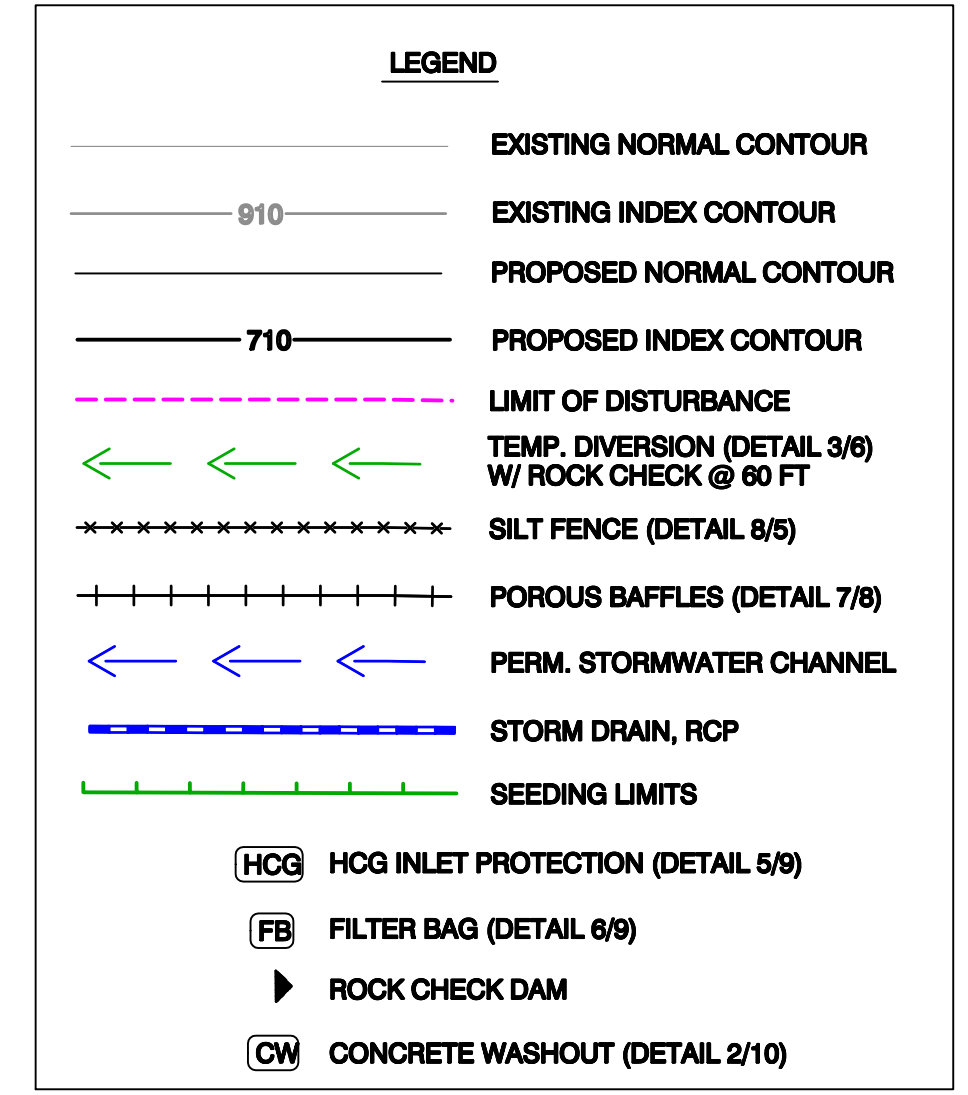 LEGEND
EXISTING NORMAL CONTOUR
910 EXISTING INDEX CONTOUR
PROPOSED NORMAL CONTOUR
710 PROPOSED INDEX CONTOUR
LIMIT OF DISTURBANCE
TEMP. DIVERSION (DETAIL 3/6)
W/ ROCK CHECK @ 60 FT
SILT FENCE (DETAIL 8/5)
POROUS BAFFLES (DETAIL 7/8)
PERM. STORMWATER CHANNEL
STORM DRAIN, RCP
SEEDING LIMITS
HCG HCG INLET PROTECTION (DETAIL 5/9)
FB FILTER BAG (DETAIL 6/9)
ROCK CHECK DAM
CW CONCRETE WASHOUT (DETAIL 2/10)